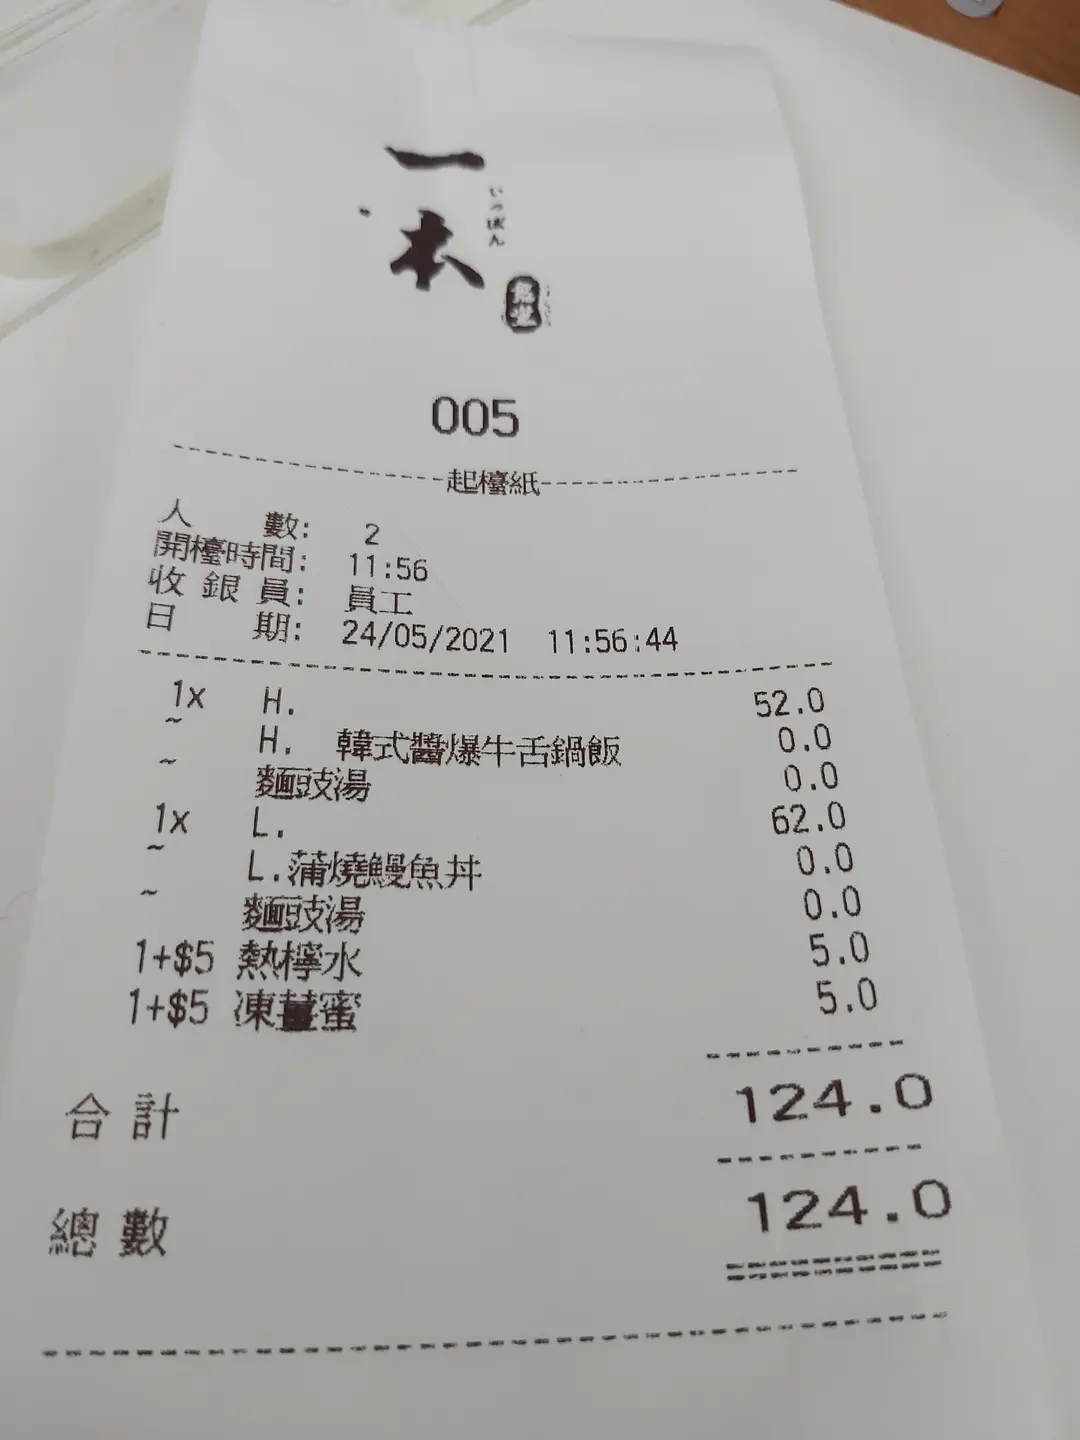 一本
いっぽん
005
起檯紙
人數: 2
開檯時間: 11:56
收銀員: 員工
日期: 24/05/2021 11:56:44
1x H. 52.0
~ H. 韓式醬爆牛舌鍋飯 0.0
~ 麵豉湯 0.0
1x L. 62.0
~ L.蒲燒鰻魚丼 0.0
~ 麵豉湯 0.0
1+$5 熱檸水 5.0
1+$5 凍薑蜜 5.0
合計 124.0
總數 124.0